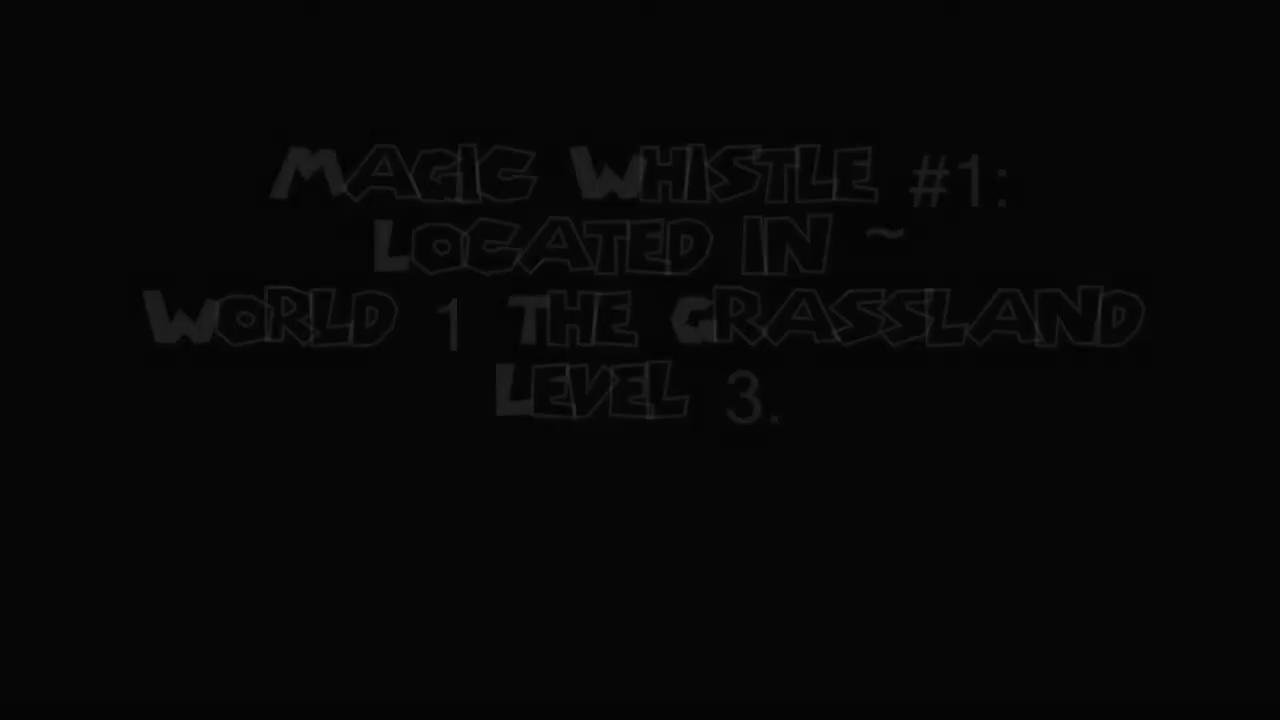 Magic Whistle #1:
Located in ~
World 1 The Grassland
Level 3.